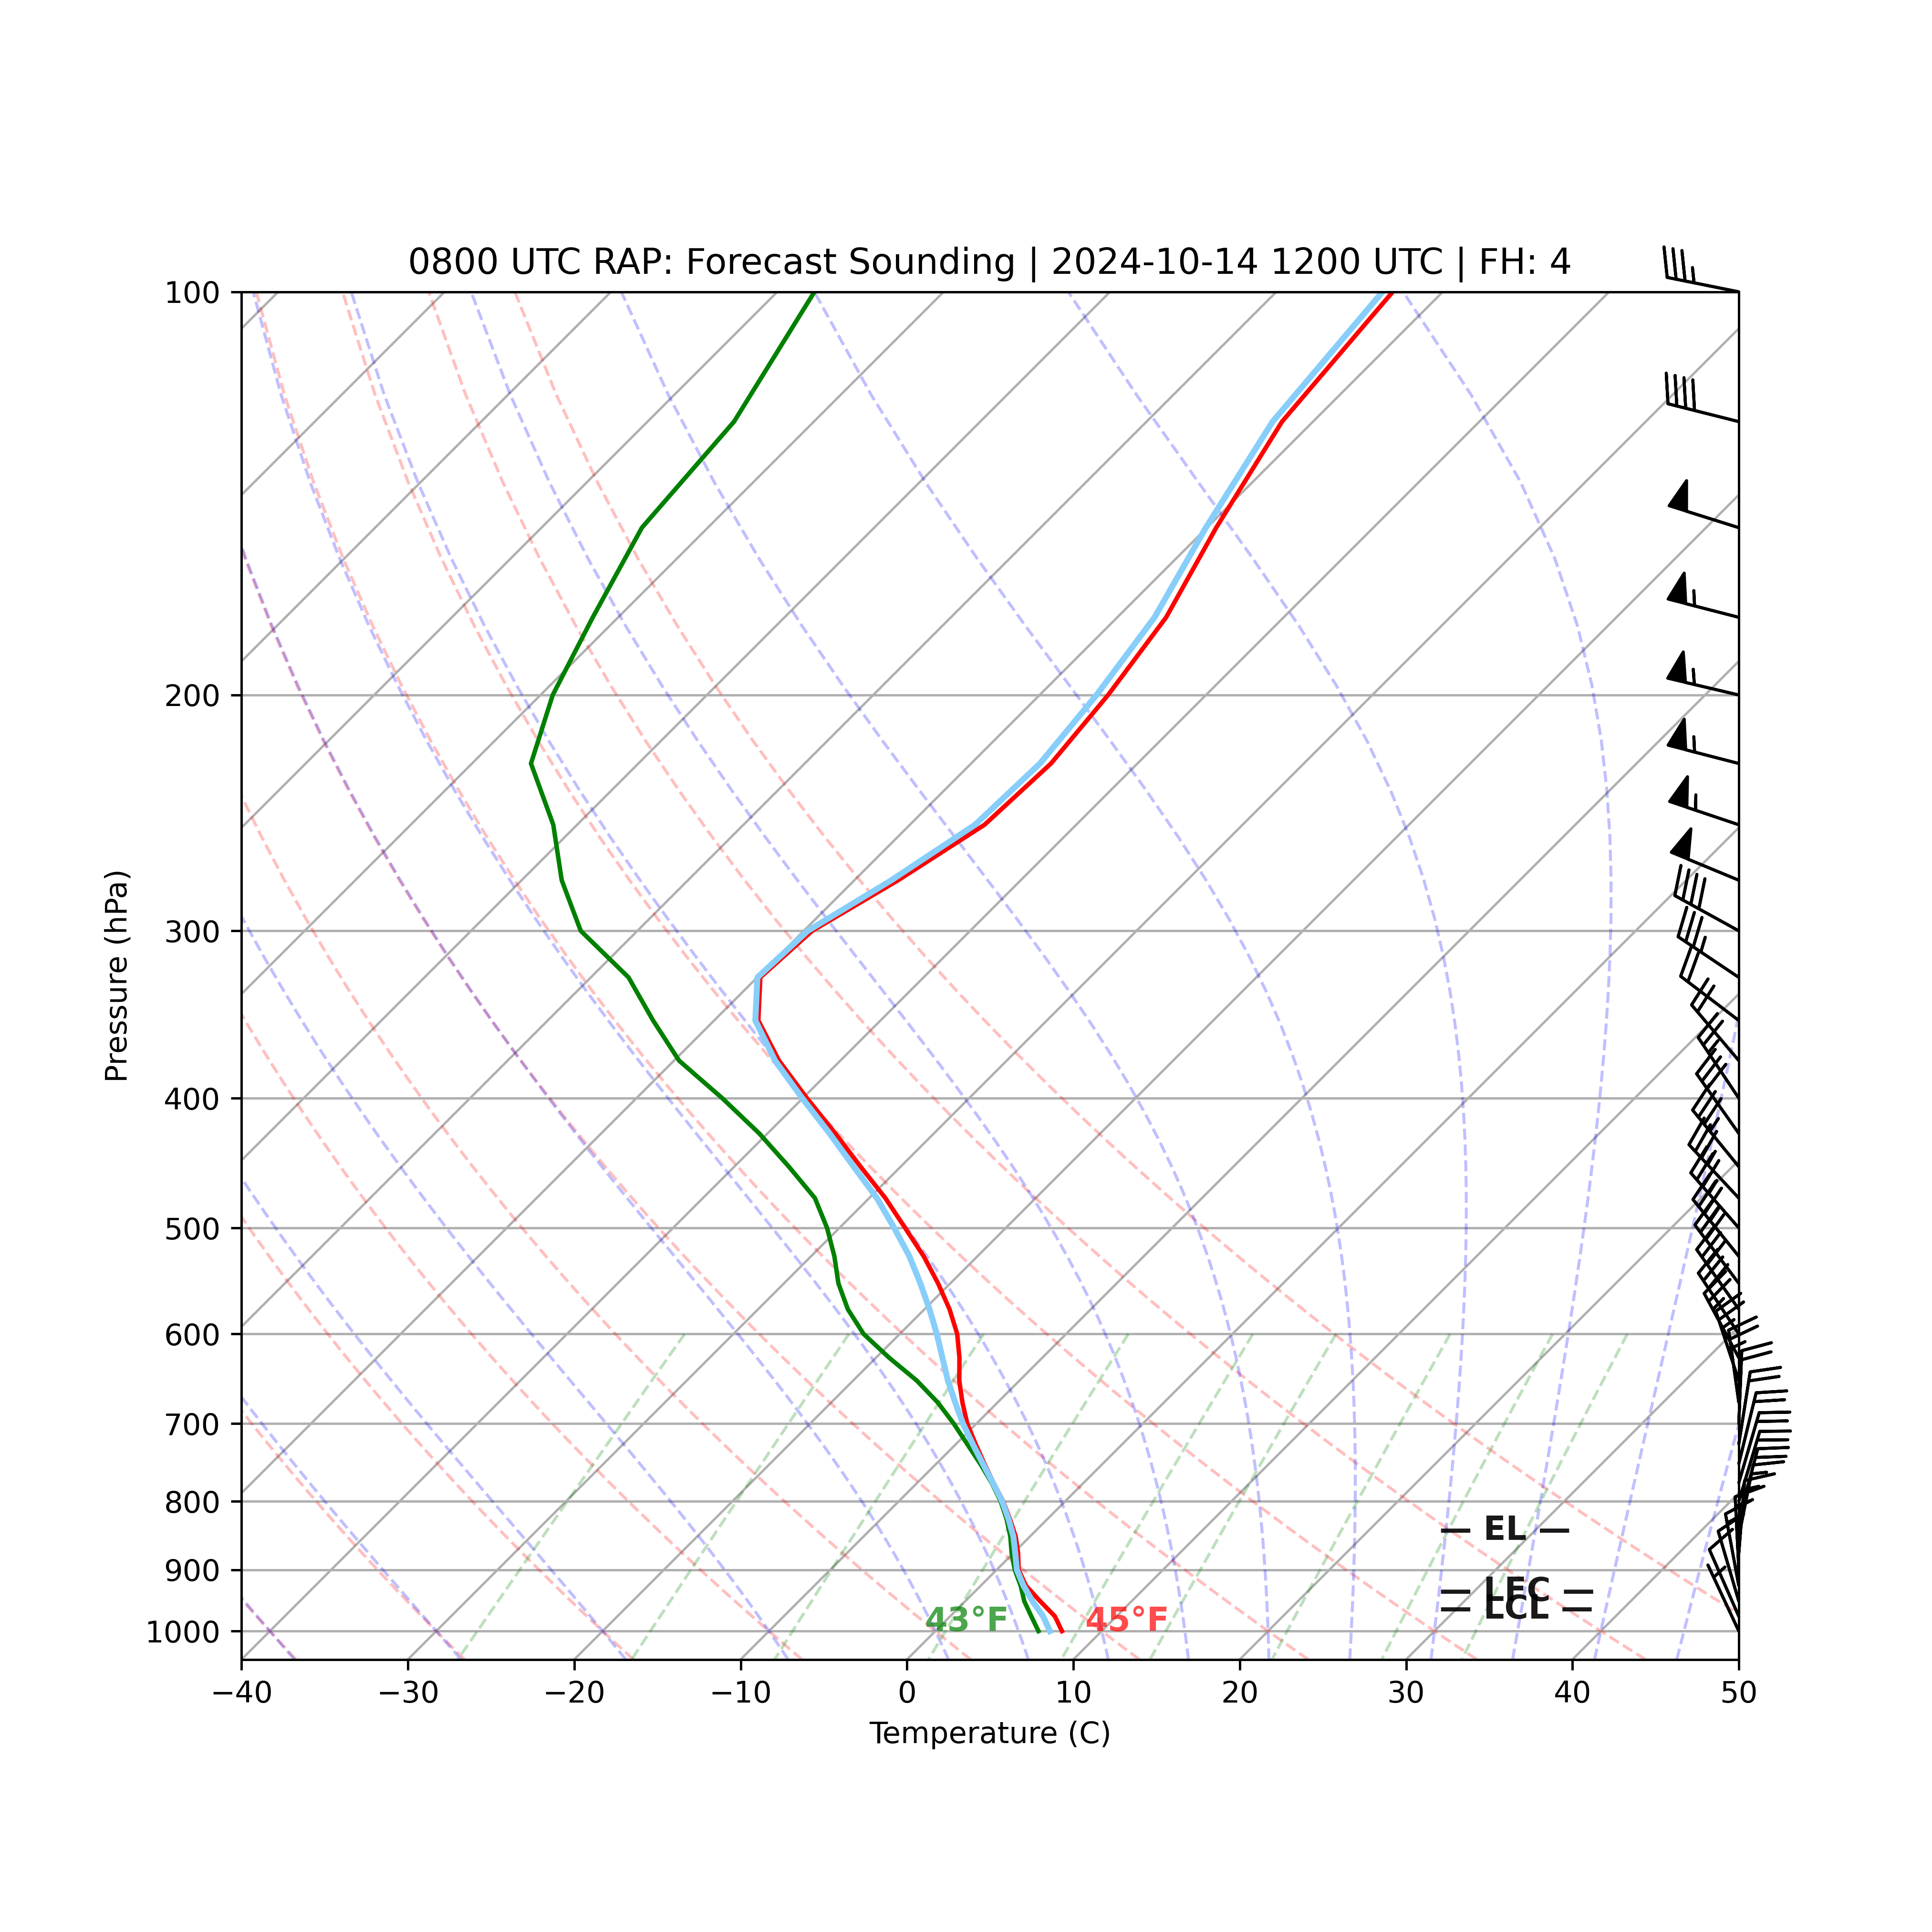 0800 UTC RAP: Forecast Sounding | 2024-10-14 1200 UTC | FH: 4
100
200
300
400
500
600
700
800
900
1000
Pressure (hPa)
— EL —
— LFC —
— LCL —
43°F
45°F
−40 −30 −20 −10 0 10 20 30 40 50
Temperature (C)